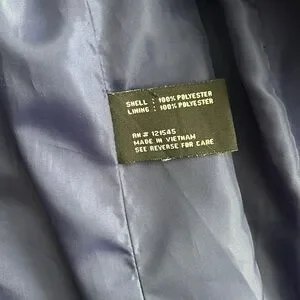 SHELL : 100% POLYESTER
LINING : 100% POLYESTER
RN# 121545
MADE IN VIETNAM
SEE REVERSE FOR CARE